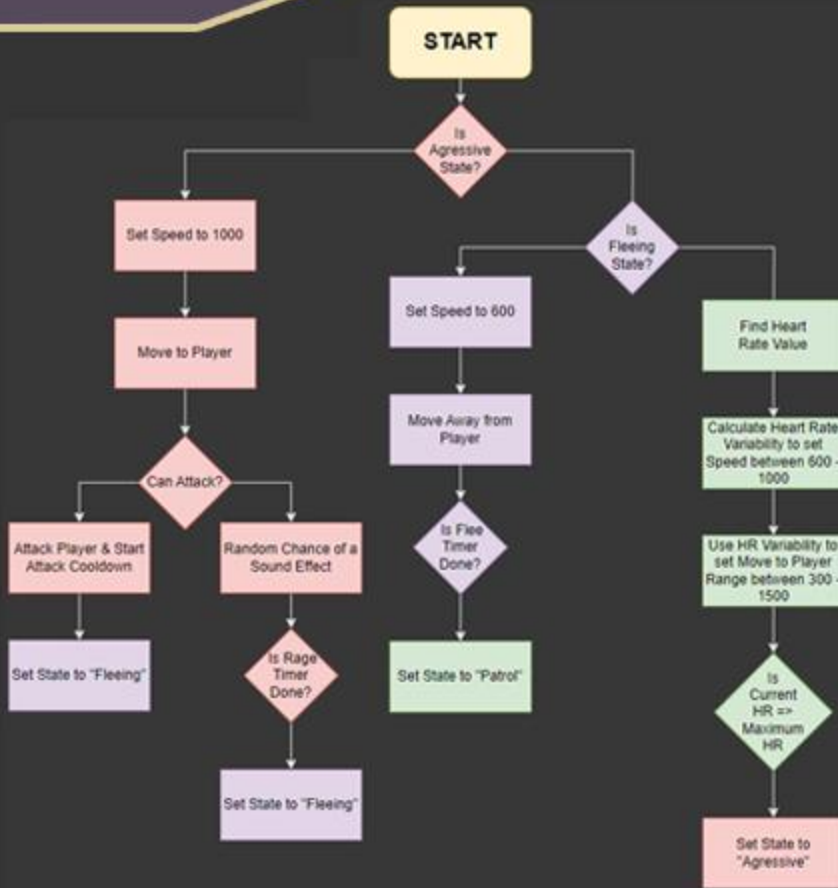 START
Is
Agressive
State?
Set Speed to 1000
Is
Fleeing
State?
Move to Player
Set Speed to 600
Find Heart
Rate Value
Can Attack?
Move Away from
Player
Calculate Heart Rate
Variability to set
Speed between 600 -
1000
Attack Player & Start
Attack Cooldown
Random Chance of a
Sound Effect
Is Flee
Timer
Done?
Use HR Variability to
set Move to Player
Range between 300 -
1500
Set State to "Fleeing"
Is Rage
Timer
Done?
Set State to "Patrol"
Is
Current
HR =>
Maximum
HR
Set State to "Fleeing"
Set State to
"Agressive"